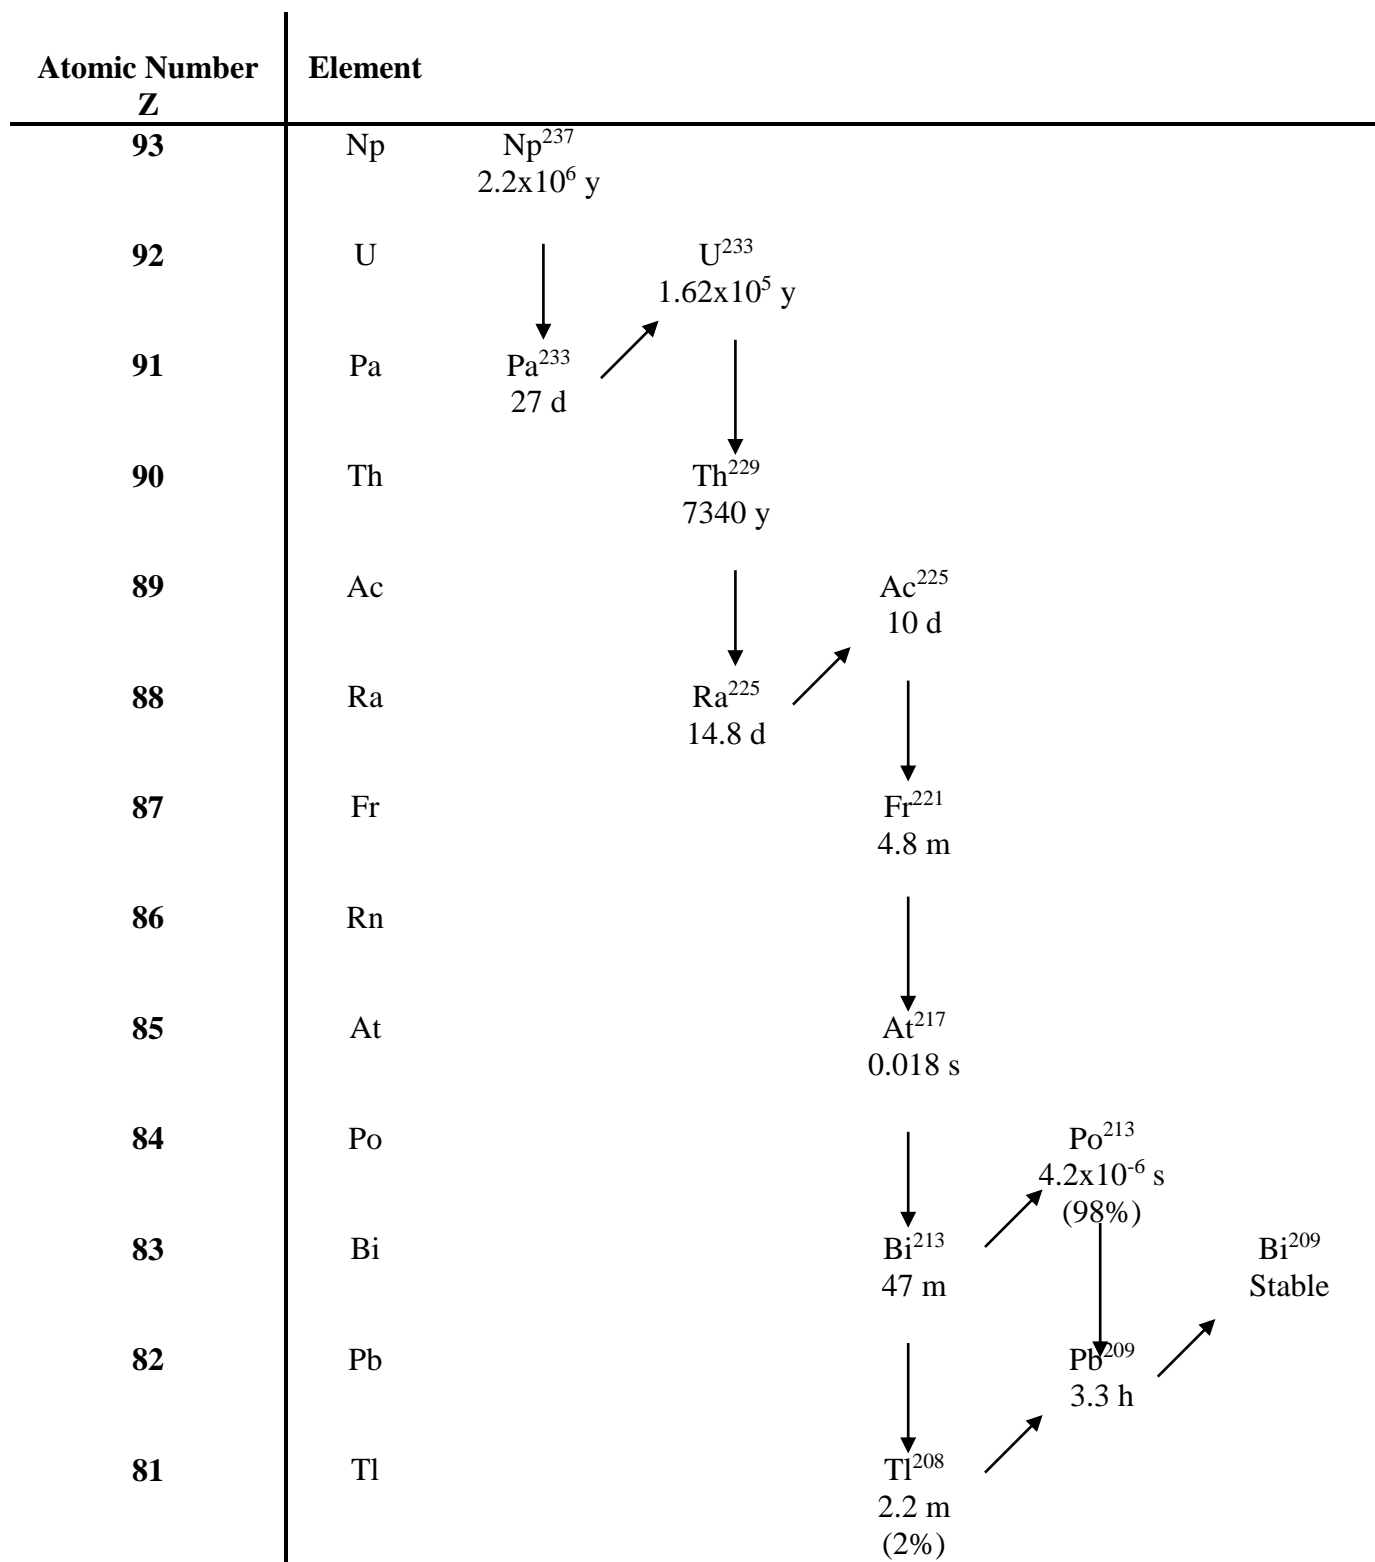 Atomic Number Element
Z
93 Np Np²³⁷
2.2x10⁶ y
92 U U²³³
1.62x10⁵ y
91 Pa Pa²³³
27 d
90 Th Th²²⁹
7340 y
89 Ac Ac²²⁵
10 d
88 Ra Ra²²⁵
14.8 d
87 Fr Fr²²¹
4.8 m
86 Rn
85 At At²¹⁷
0.018 s
84 Po Po²¹³
4.2x10⁻⁶ s
(98%)
83 Bi Bi²¹³ Bi²⁰⁹
47 m Stable
82 Pb Pb²⁰⁹
3.3 h
81 Tl Tl²⁰⁸
2.2 m
(2%)